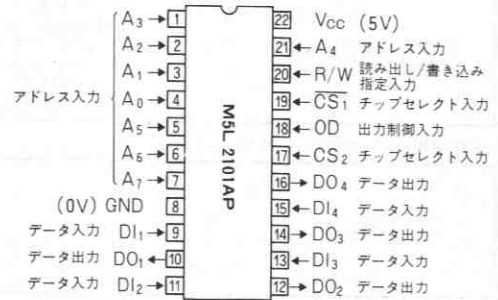 A3 → 1
A2 → 2
A1 → 3
アドレス入力 A0 → 4
A5 → 5
A6 → 6
A7 → 7
(0V) GND 8
データ入力 DI1 → 9
データ出力 DO1 ← 10
データ入力 DI2 → 11
M5L 2101AP
22 Vcc (5V)
21 ← A4 アドレス入力
20 ← R/W 読み出し/書き込み
指定入力
19 ← C̅S̅1 チップセレクト入力
18 ← OD 出力制御入力
17 ← CS2 チップセレクト入力
16 → DO4 データ出力
15 ← DI4 データ入力
14 → DO3 データ出力
13 ← DI3 データ入力
12 → DO2 データ出力